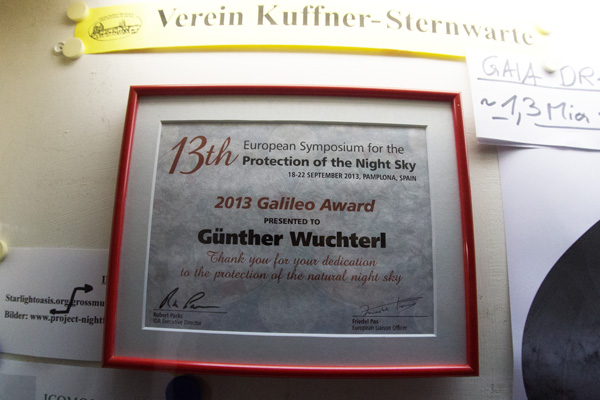 Verein Kuffner-Sternwarte
GAIA DR
~1,3 Mia
13th
European Symposium for the
Protection of the Night Sky
18-22 SEPTEMBER 2013, PAMPLONA, SPAIN
2013 Galileo Award
PRESENTED TO
Günther Wuchterl
Thank you for your dedication
to the protection of the natural night sky
Robert Parks
IDA Executive Director
Friedel Pas
European Liaison Officer
Starlightoasis.org/grossmu
Bilder: www.project-night